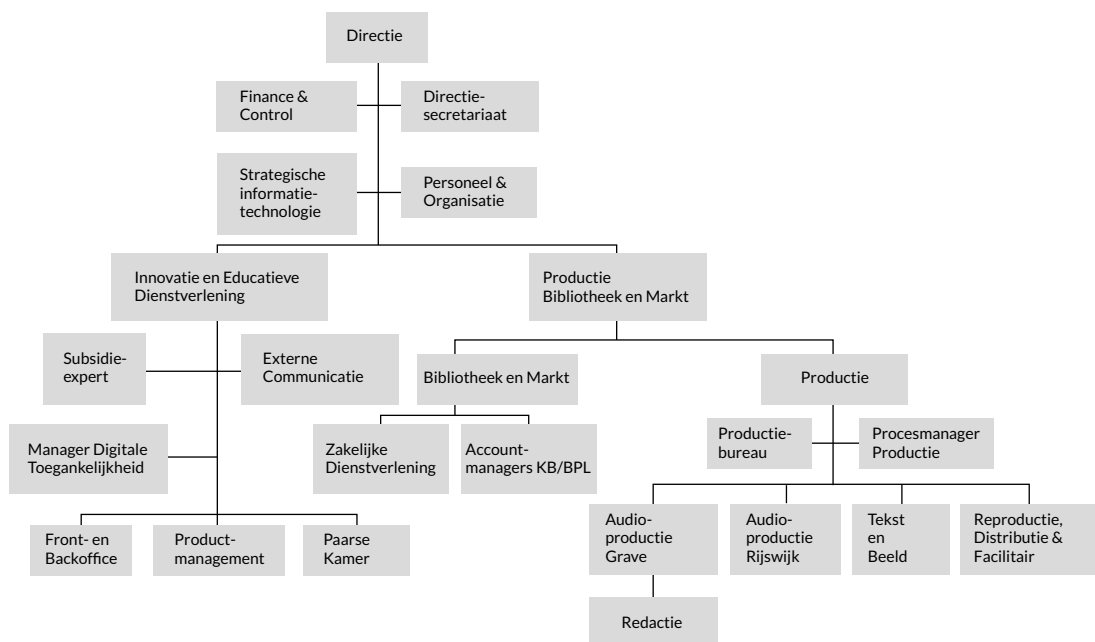 Directie
Finance &
Control
Directie-
secretariaat
Strategische
informatie-
technologie
Personeel &
Organisatie
Innovatie en Educatieve
Dienstverlening
Productie
Bibliotheek en Markt
Subsidie-
expert
Externe
Communicatie
Bibliotheek en Markt
Productie
Manager Digitale
Toegankelijkheid
Zakelijke
Dienstverlening
Account-
managers KB/BPL
Productie-
bureau
Procesmanager
Productie
Front- en
Backoffice
Product-
management
Paarse
Kamer
Audio-
productie
Grave
Audio-
productie
Rijswijk
Tekst
en
Beeld
Reproductie,
Distributie &
Facilitair
Redactie